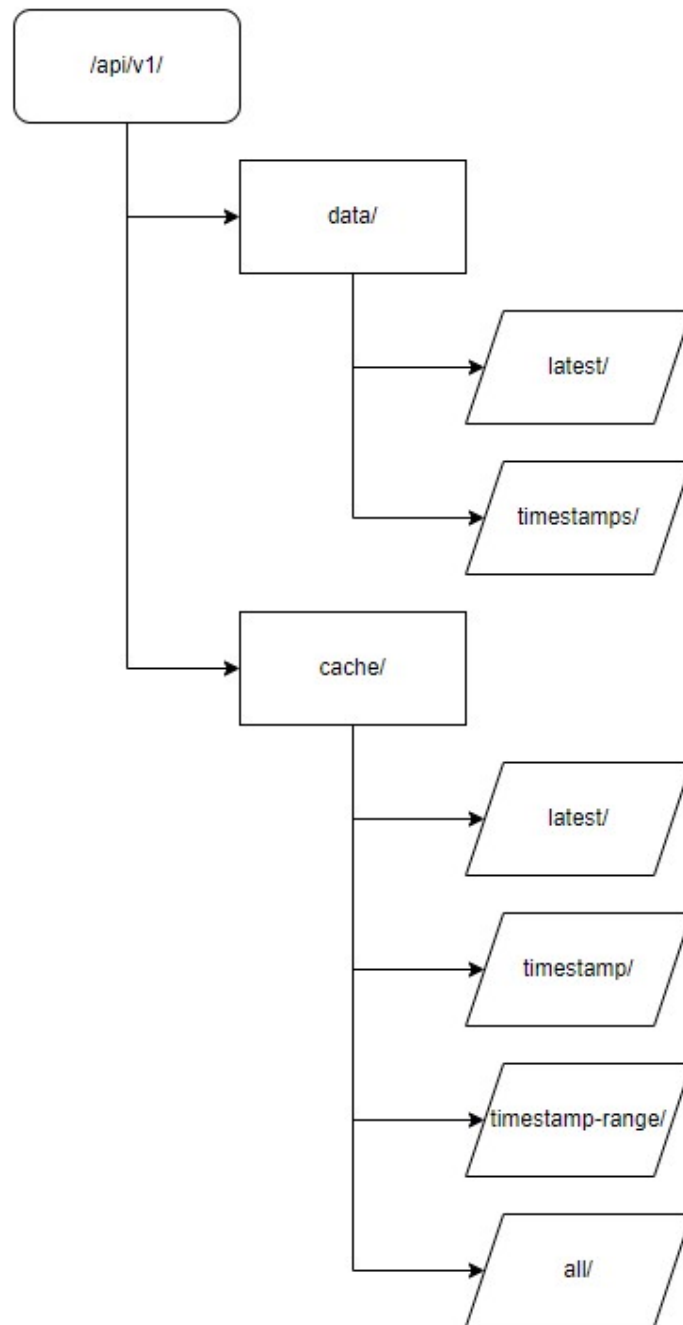 /api/v1/
data/
latest/
timestamps/
cache/
latest/
timestamp/
timestamp-range/
all/